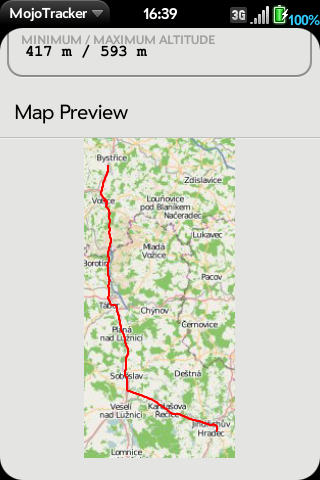 MojoTracker 16:39 3G 100%
MINIMUM / MAXIMUM ALTITUDE
417 m / 593 m
Map Preview
Bystřice
Zdislavice
Votice
Louňovice
pod Blaníkem
Načeradec
Lukavec
Mladá
Vožice
Borotín
Pacov
Tábor
Chýnov
Černovice
Planá
nad Lužnicí
Soběslav
Deštná
Veselí
nad Lužnicí
Kardašova
Řečice
Jindřichův
Hradec
Lomnice